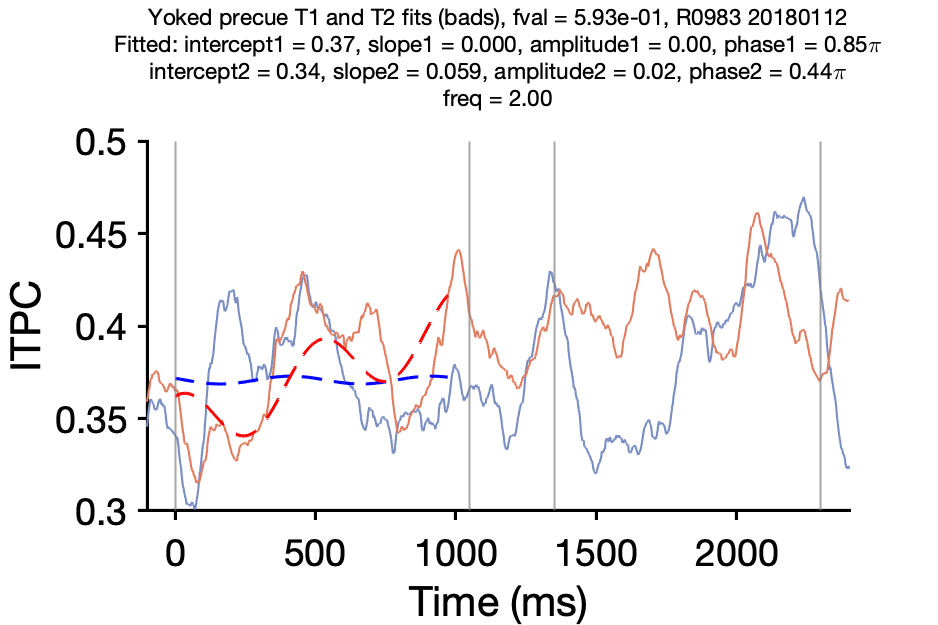 Yoked precue T1 and T2 fits (bads), fval = 5.93e-01, R0983 20180112
Fitted: intercept1 = 0.37, slope1 = 0.000, amplitude1 = 0.00, phase1 = 0.85π
intercept2 = 0.34, slope2 = 0.059, amplitude2 = 0.02, phase2 = 0.44π
freq = 2.00
0.5
0.45
0.4
0.35
0.3
ITPC
0 500 1000 1500 2000
Time (ms)